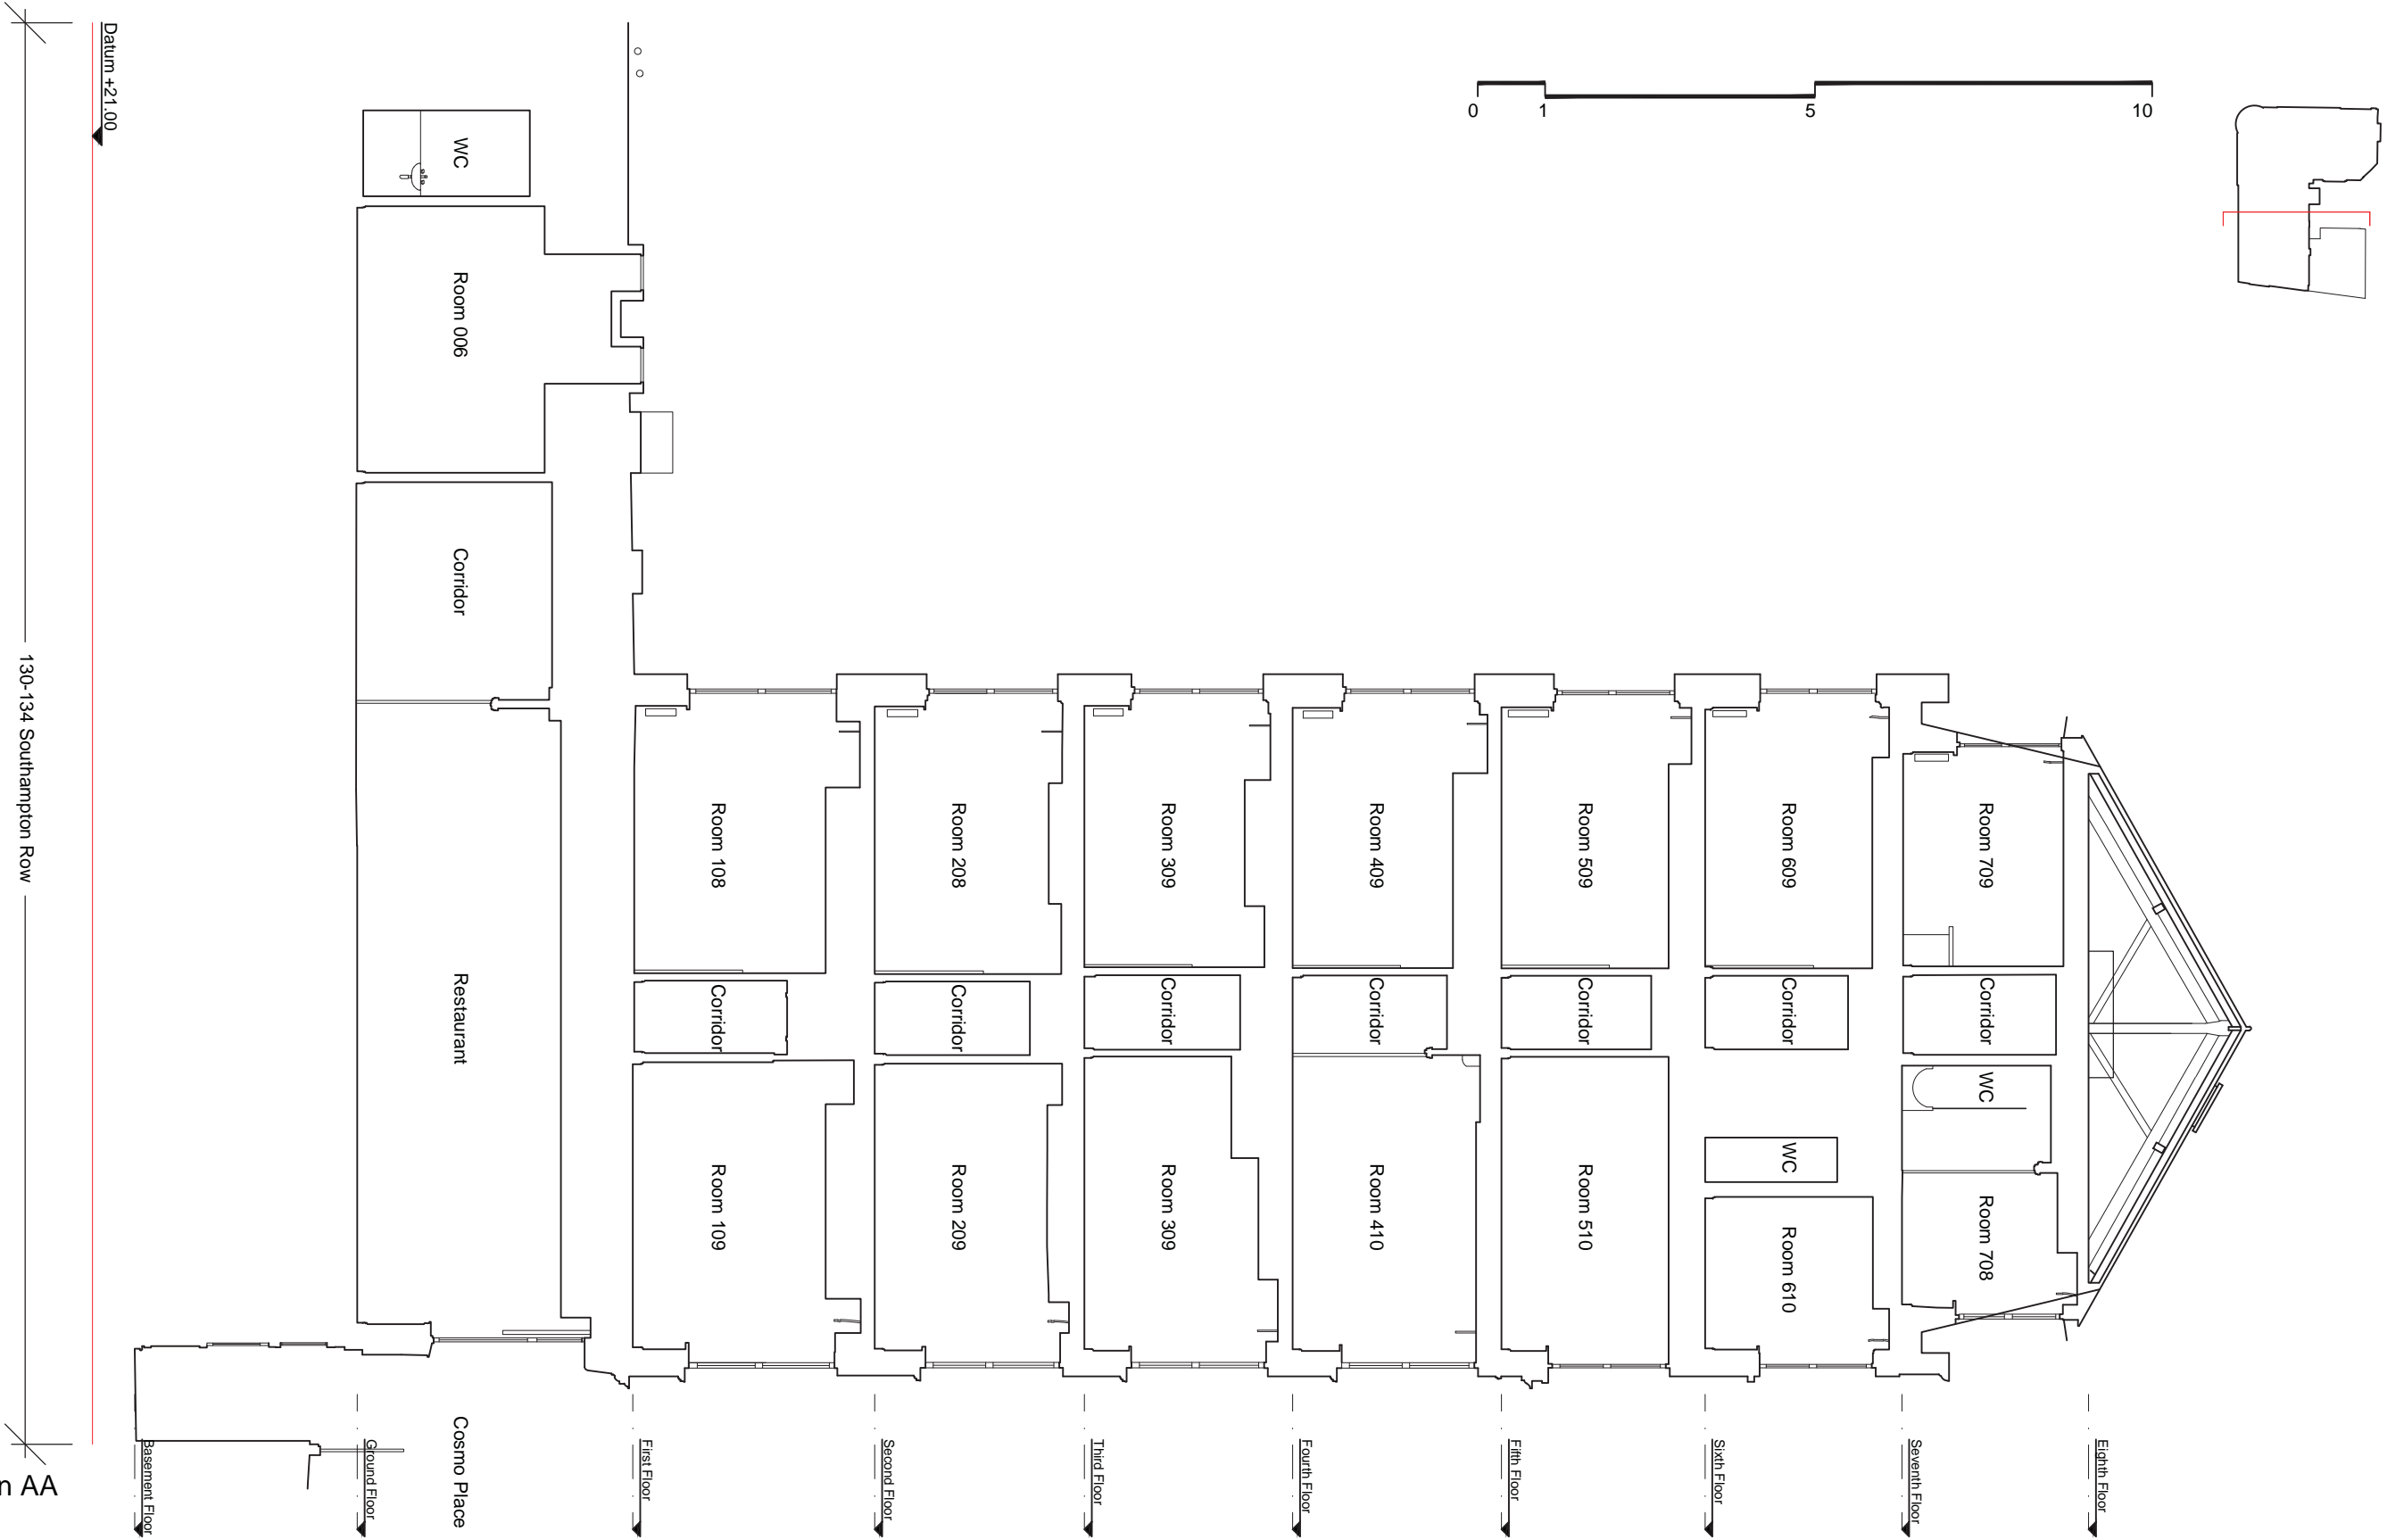 0 1 5 10
Eighth Floor
Seventh Floor
Sixth Floor
Fifth Floor
Fourth Floor
Third Floor
Second Floor
First Floor
Ground Floor
Basement Floor
Room 709
Corridor
WC
Room 708
Room 609
Corridor
WC
Room 610
Room 509
Corridor
Room 510
Room 409
Corridor
Room 410
Room 309
Corridor
Room 309
Room 208
Corridor
Room 209
Room 108
Corridor
Room 109
WC
Room 006
Corridor
Restaurant
Cosmo Place
Datum +21.00
130-134 Southampton Row
n AA